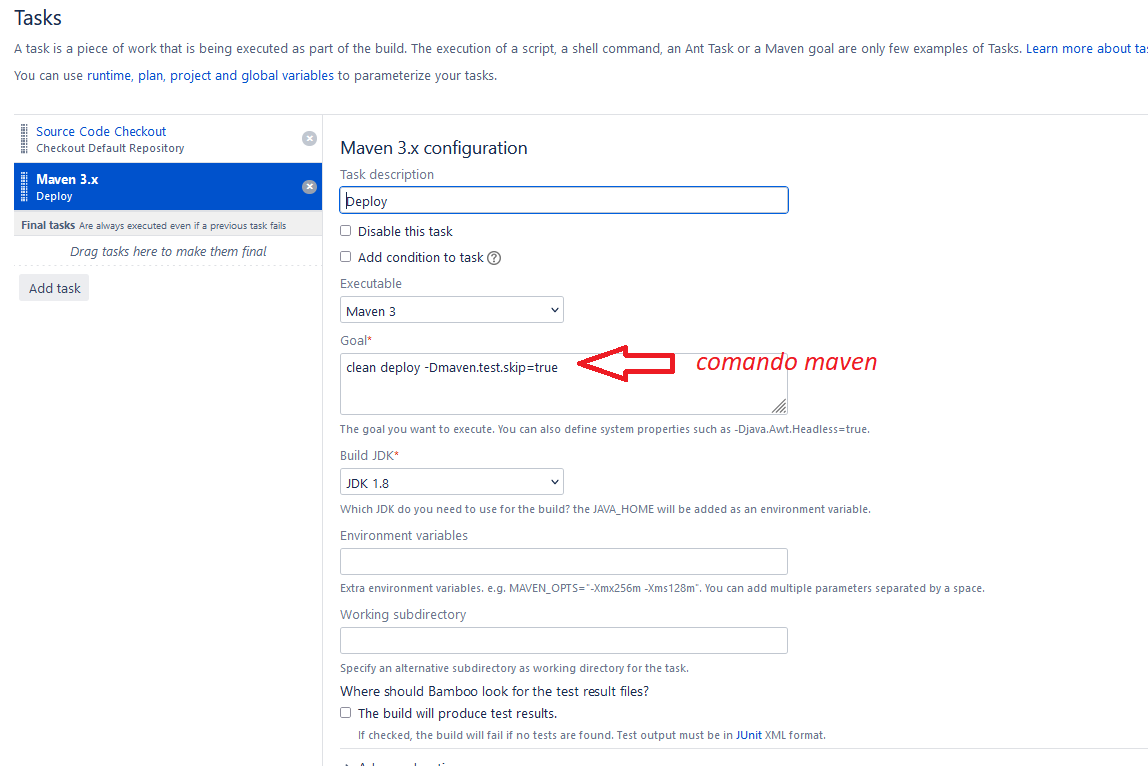 Tasks
A task is a piece of work that is being executed as part of the build. The execution of a script, a shell command, an Ant Task or a Maven goal are only few examples of Tasks. Learn more about
You can use runtime, plan, project and global variables to parameterize your tasks.
Source Code Checkout
Checkout Default Repository
Maven 3.x
Deploy
Final tasks Are always executed even if a previous task fails
Drag tasks here to make them final
Add task
Maven 3.x configuration
Task description
Deploy
Disable this task
Add condition to task ?
Executable
Maven 3
Goal*
clean deploy -Dmaven.test.skip=true
comando maven
The goal you want to execute. You can also define system properties such as -Djava.Awt.Headless=true.
Build JDK*
JDK 1.8
Which JDK do you need to use for the build? the JAVA_HOME will be added as an environment variable.
Environment variables
Extra environment variables. e.g. MAVEN_OPTS="-Xmx256m -Xms128m". You can add multiple parameters separated by a space.
Working subdirectory
Specify an alternative subdirectory as working directory for the task.
Where should Bamboo look for the test result files?
The build will produce test results.
If checked, the build will fail if no tests are found. Test output must be in JUnit XML format.